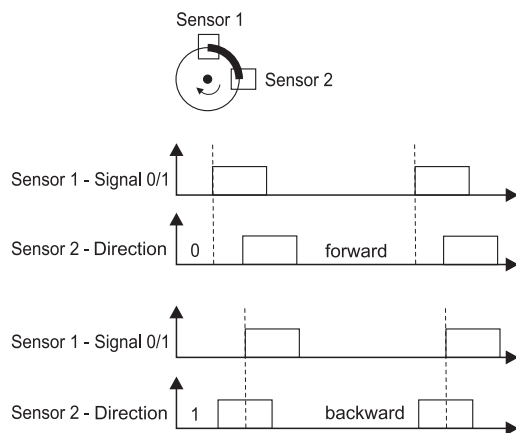 Sensor 1
Sensor 2
Sensor 1 - Signal 0/1
Sensor 2 - Direction 0 forward
Sensor 1 - Signal 0/1
Sensor 2 - Direction 1 backward